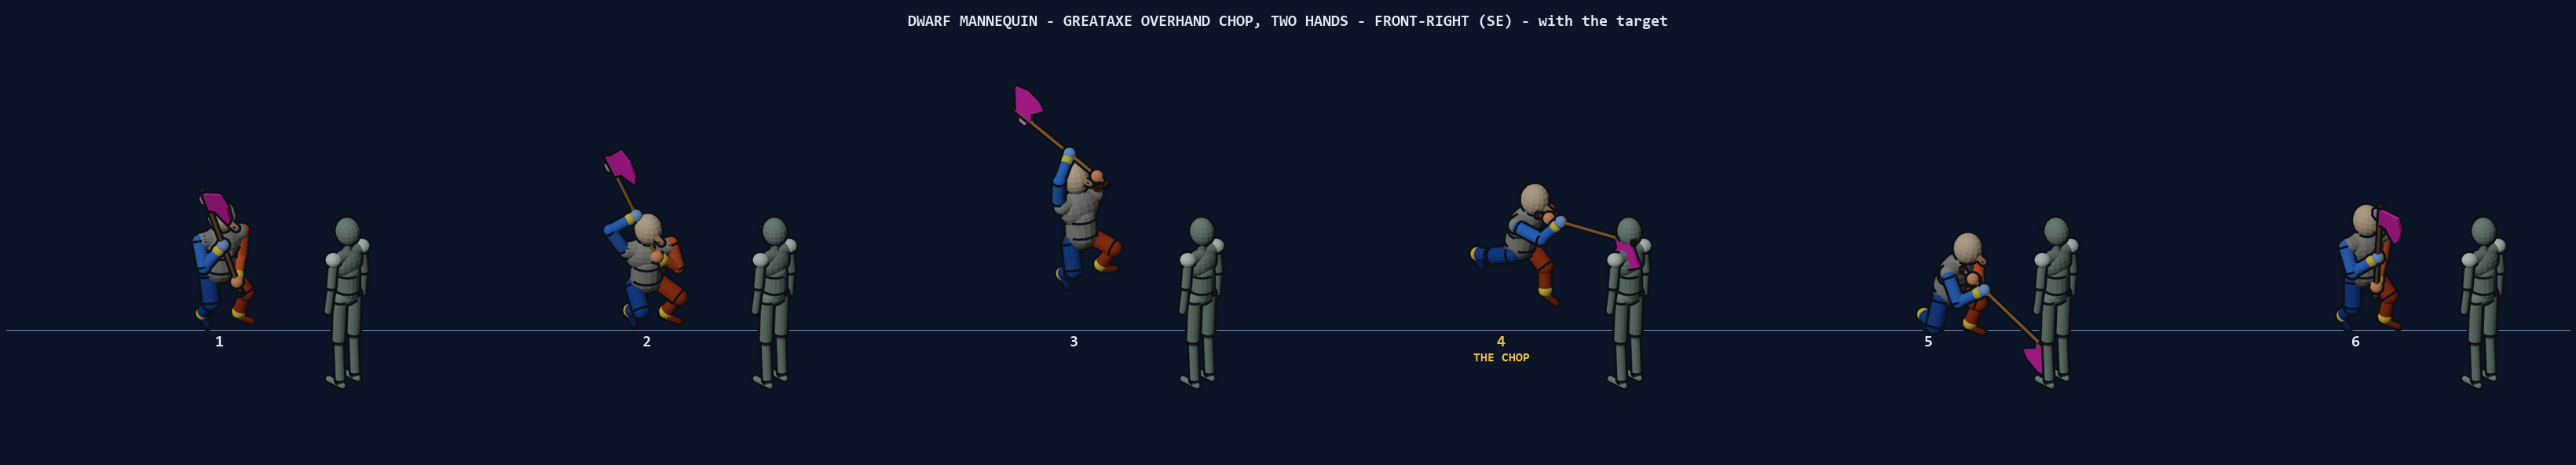 DWARF MANNEQUIN - GREATAXE OVERHAND CHOP, TWO HANDS - FRONT-RIGHT (SE) - with the target
1 2 3 4 5 6
THE CHOP